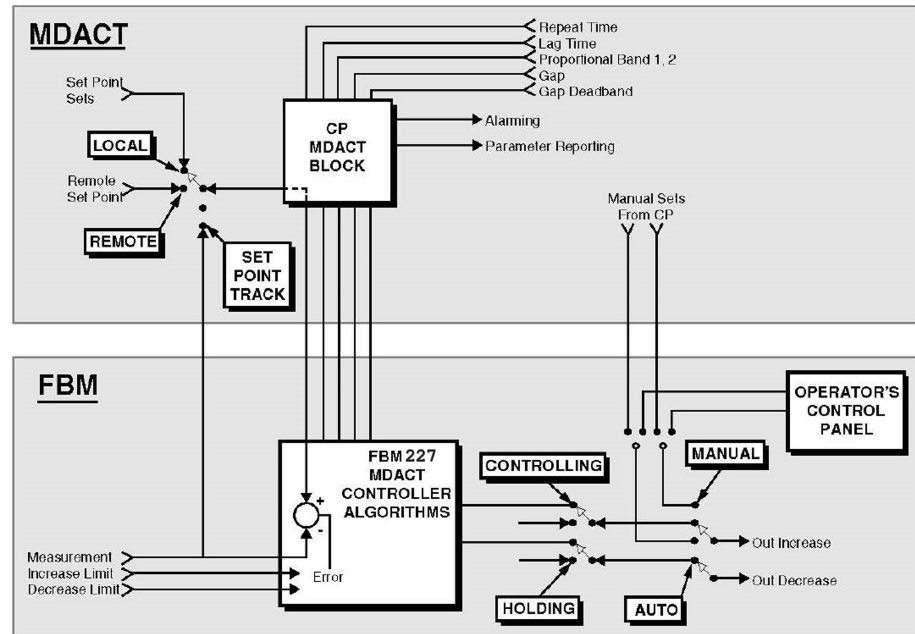 MDACT
Repeat Time
Lag Time
Proportional Band 1, 2
Gap
Gap Deadband
Set Point
Sets
CP
MDACT
BLOCK
Alarming
Parameter Reporting
LOCAL
Remote
Set Point
REMOTE
SET
POINT
TRACK
Manual Sets
From CP
FBM
OPERATOR'S
CONTROL
PANEL
FBM 227
MDACT
CONTROLLER
ALGORITHMS
CONTROLLING
MANUAL
+
-
Error
Measurement
Increase Limit
Decrease Limit
Out Increase
Out Decrease
HOLDING
AUTO